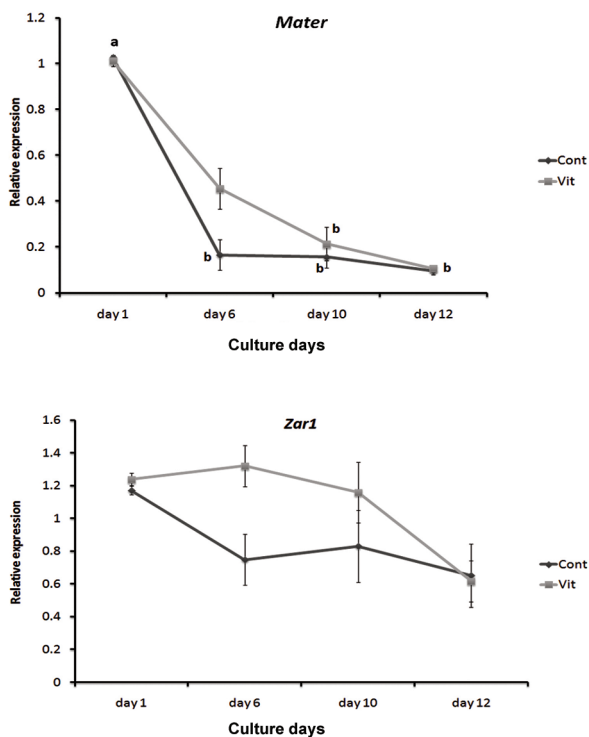 Mater
Relative expression
1.2
1
0.8
0.6
0.4
0.2
0
a
b
b
b
b
day 1
day 6
day 10
day 12
Culture days
Cont
Vit
Zar1
Relative expression
1.6
1.4
1.2
1
0.8
0.6
0.4
0.2
0
day 1
day 6
day 10
day 12
Culture days
Cont
Vit